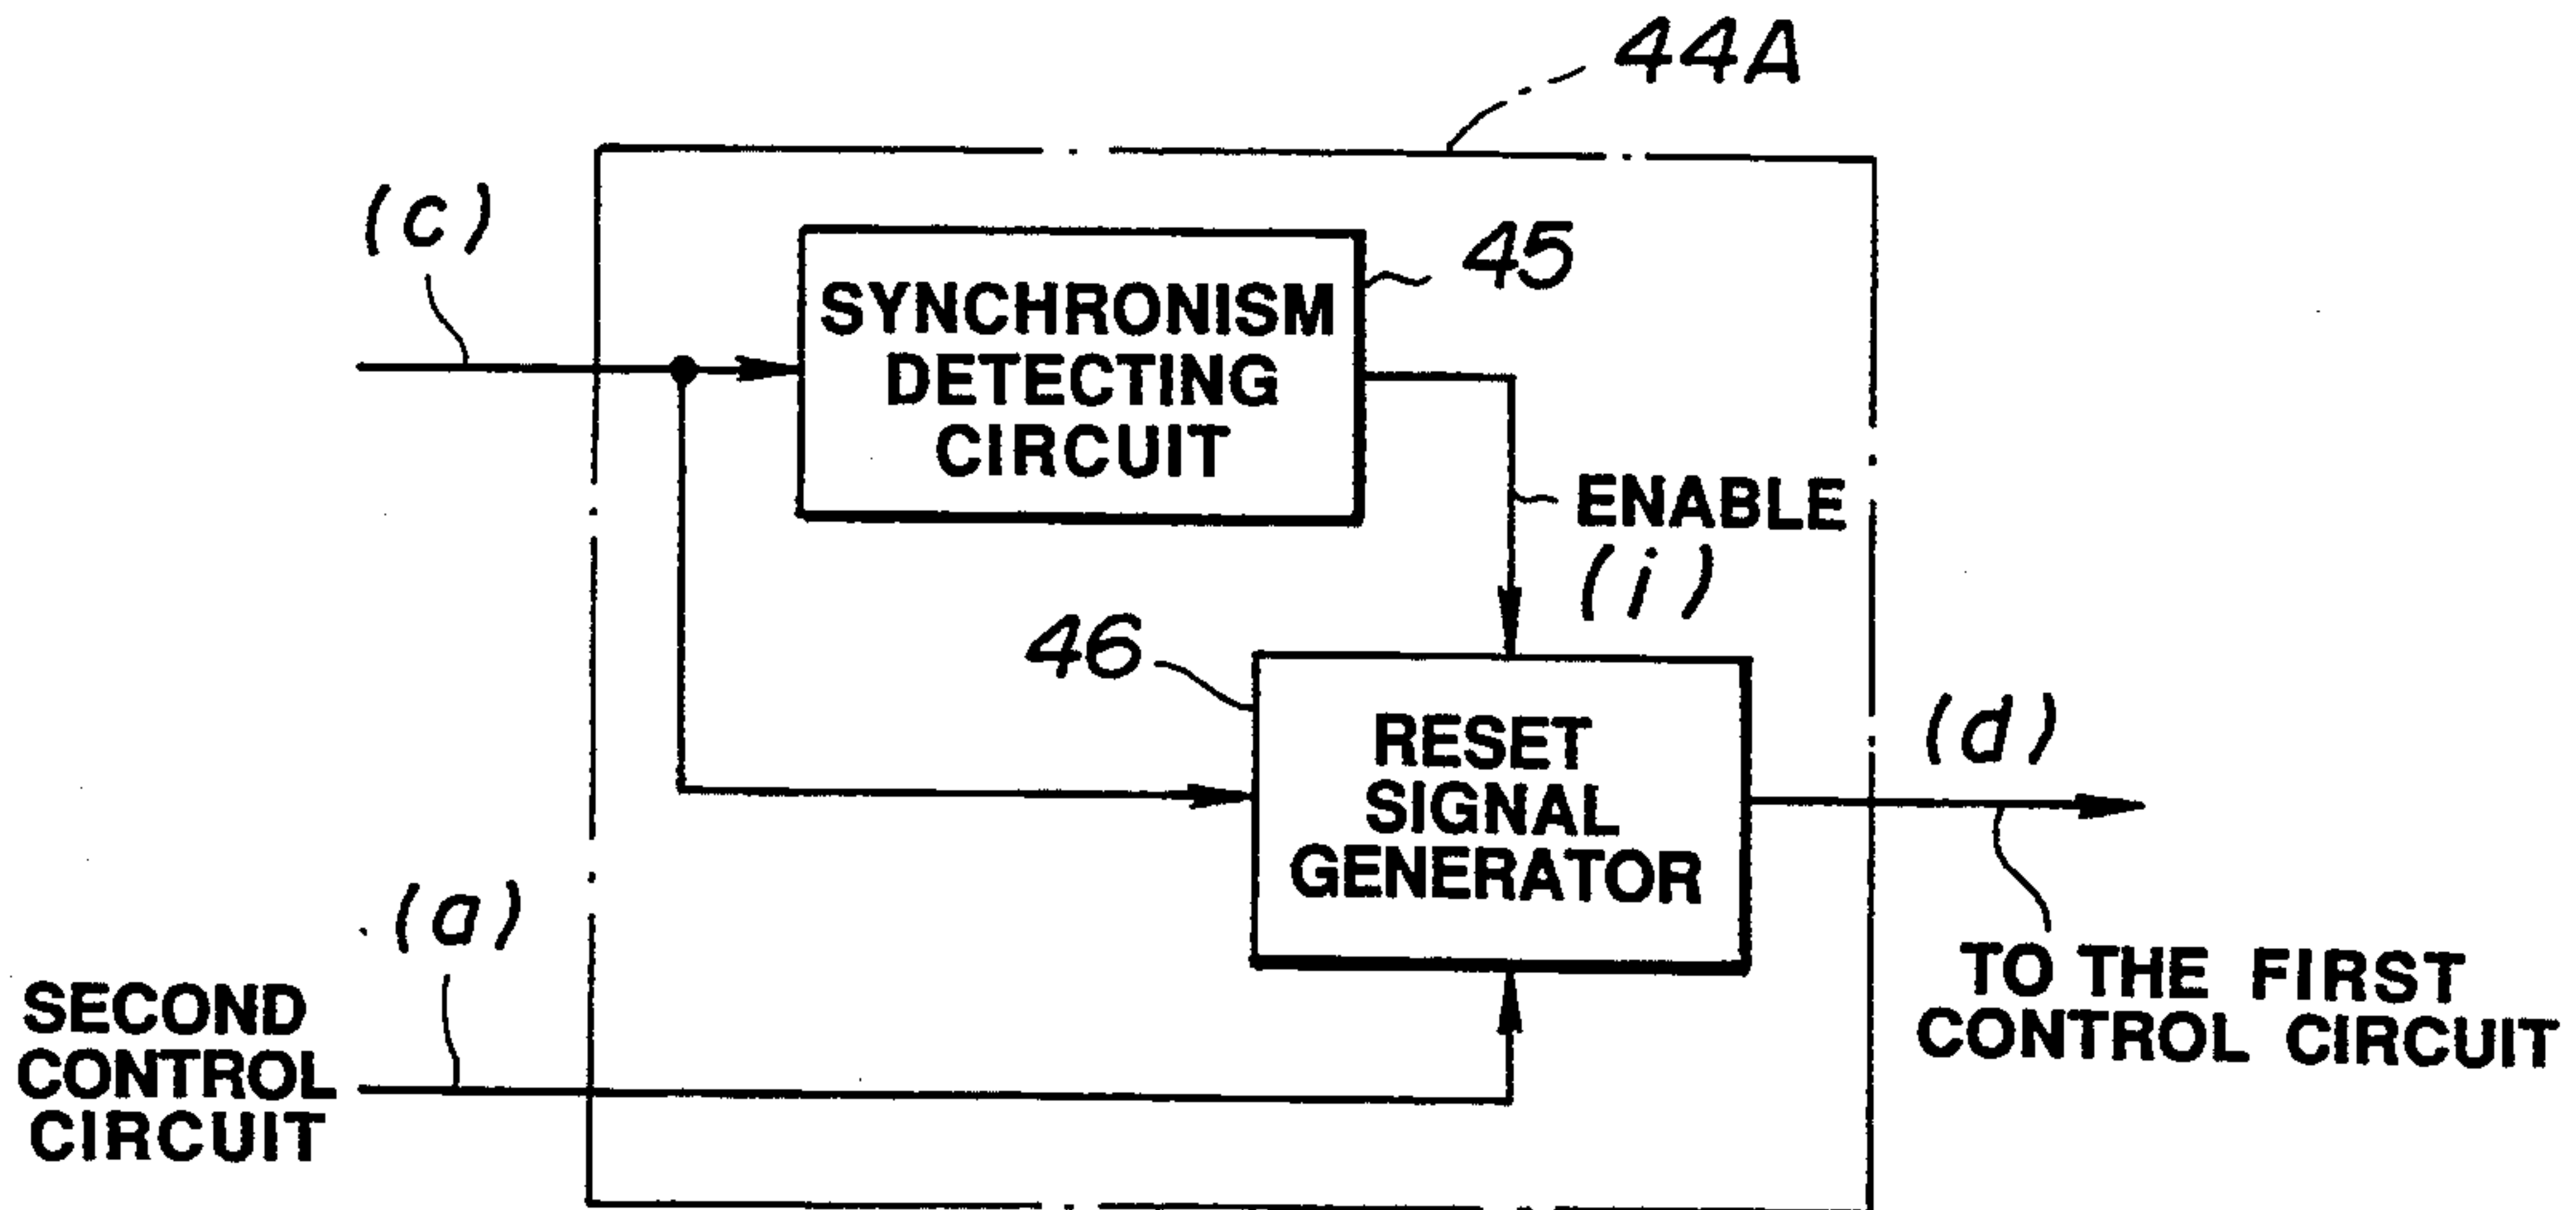 44A
(c)
45
SYNCHRONISM
DETECTING
CIRCUIT
ENABLE
(i)
46
RESET
SIGNAL
GENERATOR
(d)
TO THE FIRST
CONTROL CIRCUIT
(a)
SECOND
CONTROL
CIRCUIT